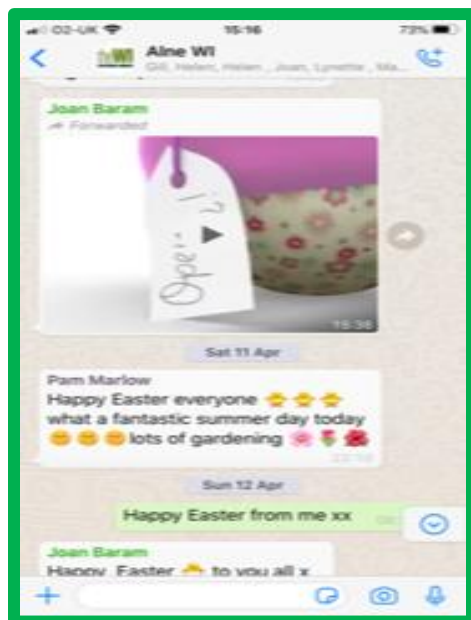 O2-UK 15:16 73%
WI Alne WI
Gill, Helen, Helen, Joan, Lynette, Ma...
Joan Baram
Forwarded
Open
15:36
Sat 11 Apr
Pam Marlow
Happy Easter everyone 🐥🐥🐥
what a fantastic summer day today
🌞🌞🌞 lots of gardening 🌸🌷🌺
Sun 12 Apr
Happy Easter from me xx
Joan Baram
Happy Easter 🐣 to you all x